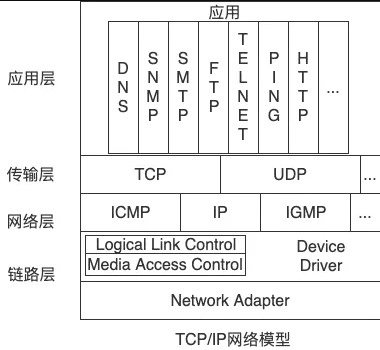 应用
应用层
DNS
SNMP
SMTP
FTP
TELNET
PING
HTTP
...
传输层
TCP
UDP
...
网络层
ICMP
IP
IGMP
...
链路层
Logical Link Control
Media Access Control
Device
Driver
Network Adapter
TCP/IP网络模型